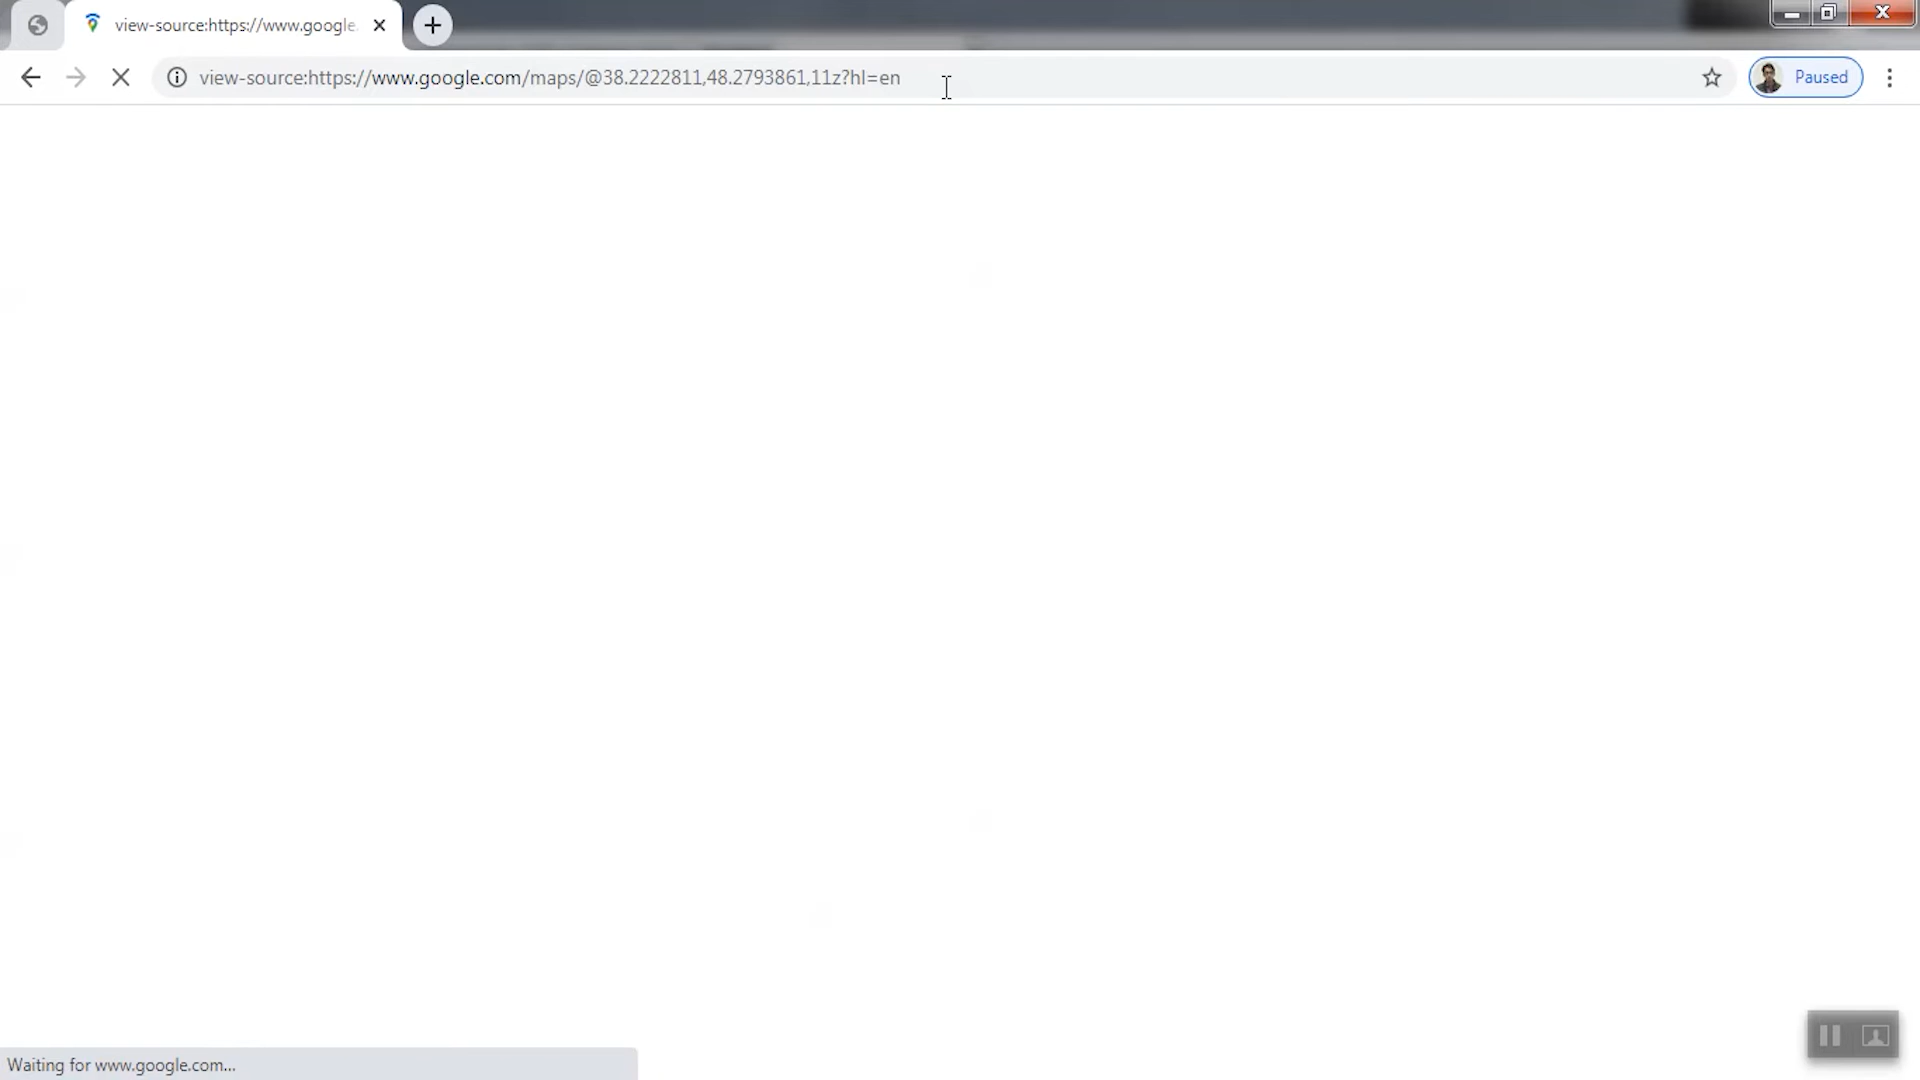 view-source:https://www.google.
view-source:https://www.google.com/maps/@38.2222811,48.2793861,11z?hl=en
Paused
Waiting for www.google.com...